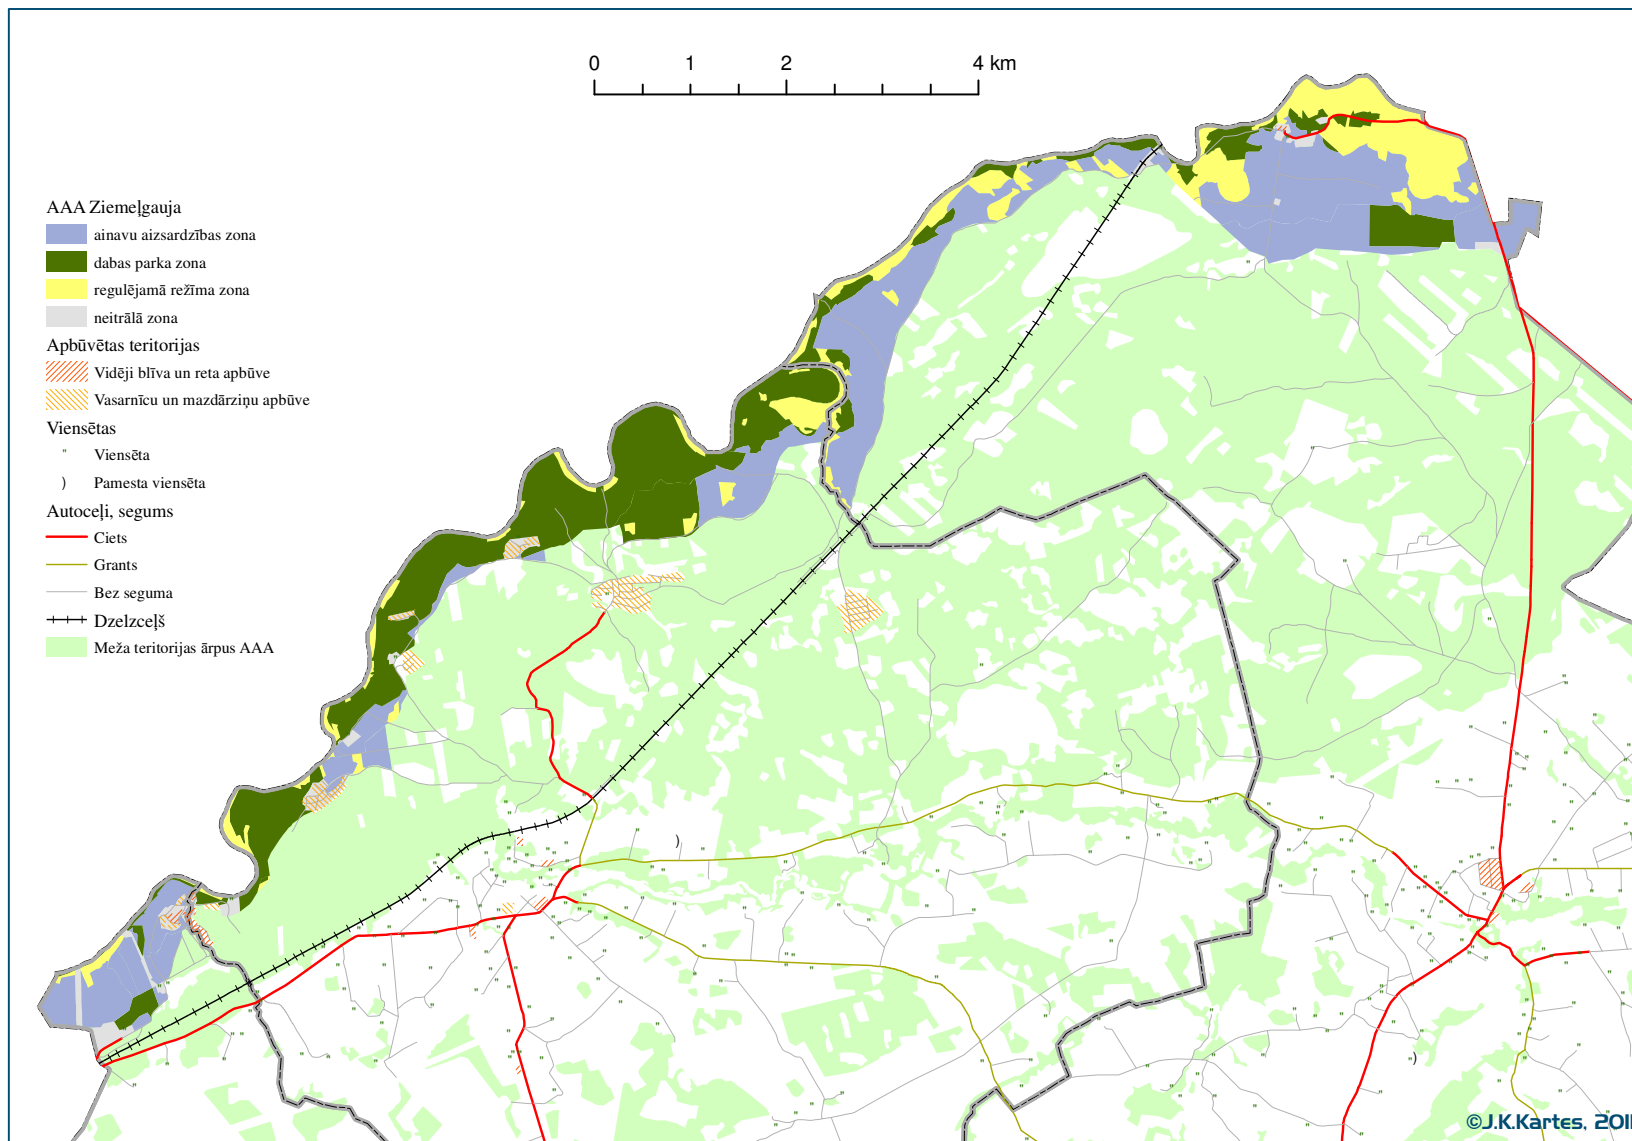 0 1 2 4 km
AAA Ziemeļgauja
ainavu aizsardzības zona
dabas parka zona
regulējamā režīma zona
neitrālā zona
Apbūvētas teritorijas
Vidēji blīva un reta apbūve
Vasarnīcu un mazdārziņu apbūve
Viensētas
Viensēta
Pamesta viensēta
Autoceļi, segums
Ciets
Grants
Bez seguma
Dzelzceļš
Meža teritorijas ārpus AAA
©J.K.Kartes, 2011